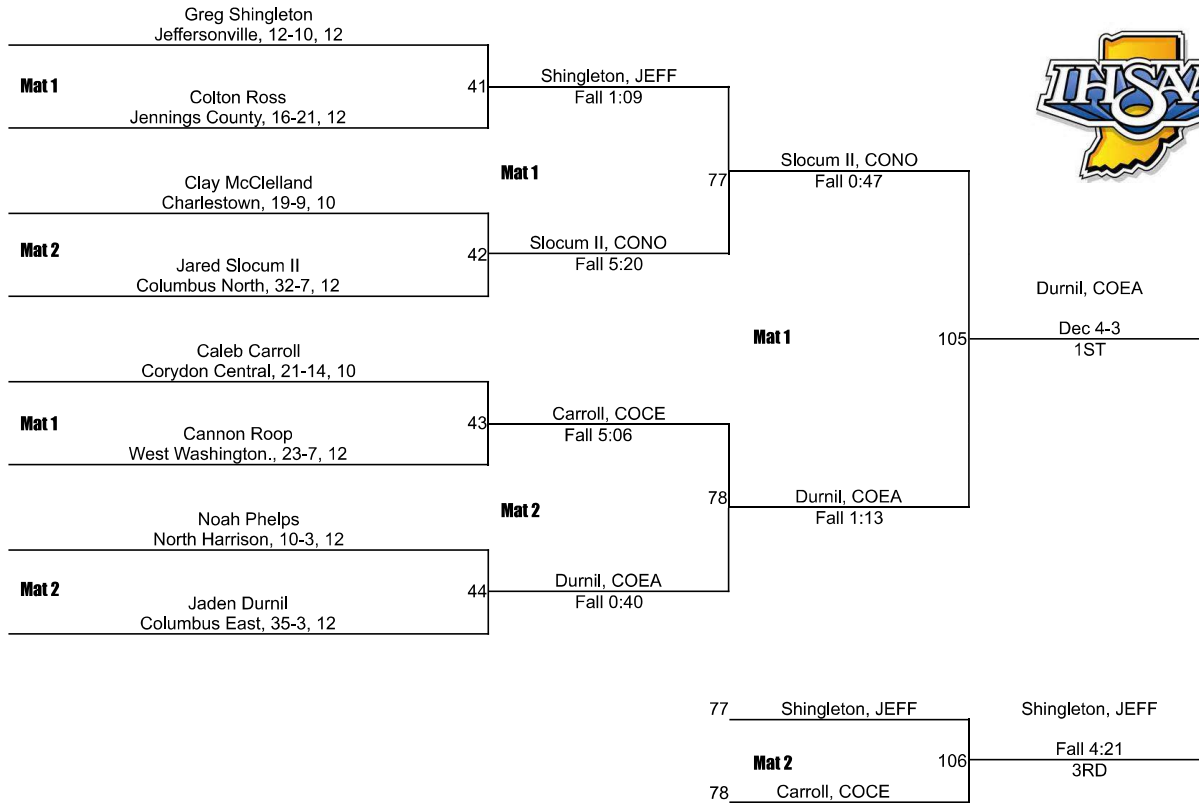 Greg Shingleton
Jeffersonville, 12-10, 12
Mat 1
Colton Ross
Jennings County, 16-21, 12
41
Shingleton, JEFF
Fall 1:09
Clay McClelland
Charlestown, 19-9, 10
Mat 2
Jared Slocum II
Columbus North, 32-7, 12
42
Slocum II, CONO
Fall 5:20
Mat 1
77
Slocum II, CONO
Fall 0:47
Caleb Carroll
Corydon Central, 21-14, 10
Mat 1
Cannon Roop
West Washington., 23-7, 12
43
Carroll, COCE
Fall 5:06
Noah Phelps
North Harrison, 10-3, 12
Mat 2
Jaden Durnil
Columbus East, 35-3, 12
44
Durnil, COEA
Fall 0:40
Mat 2
78
Durnil, COEA
Fall 1:13
Mat 1
105
Durnil, COEA
Dec 4-3
1ST
IHSAA
77
Shingleton, JEFF
Mat 2
78
Carroll, COCE
106
Shingleton, JEFF
Fall 4:21
3RD